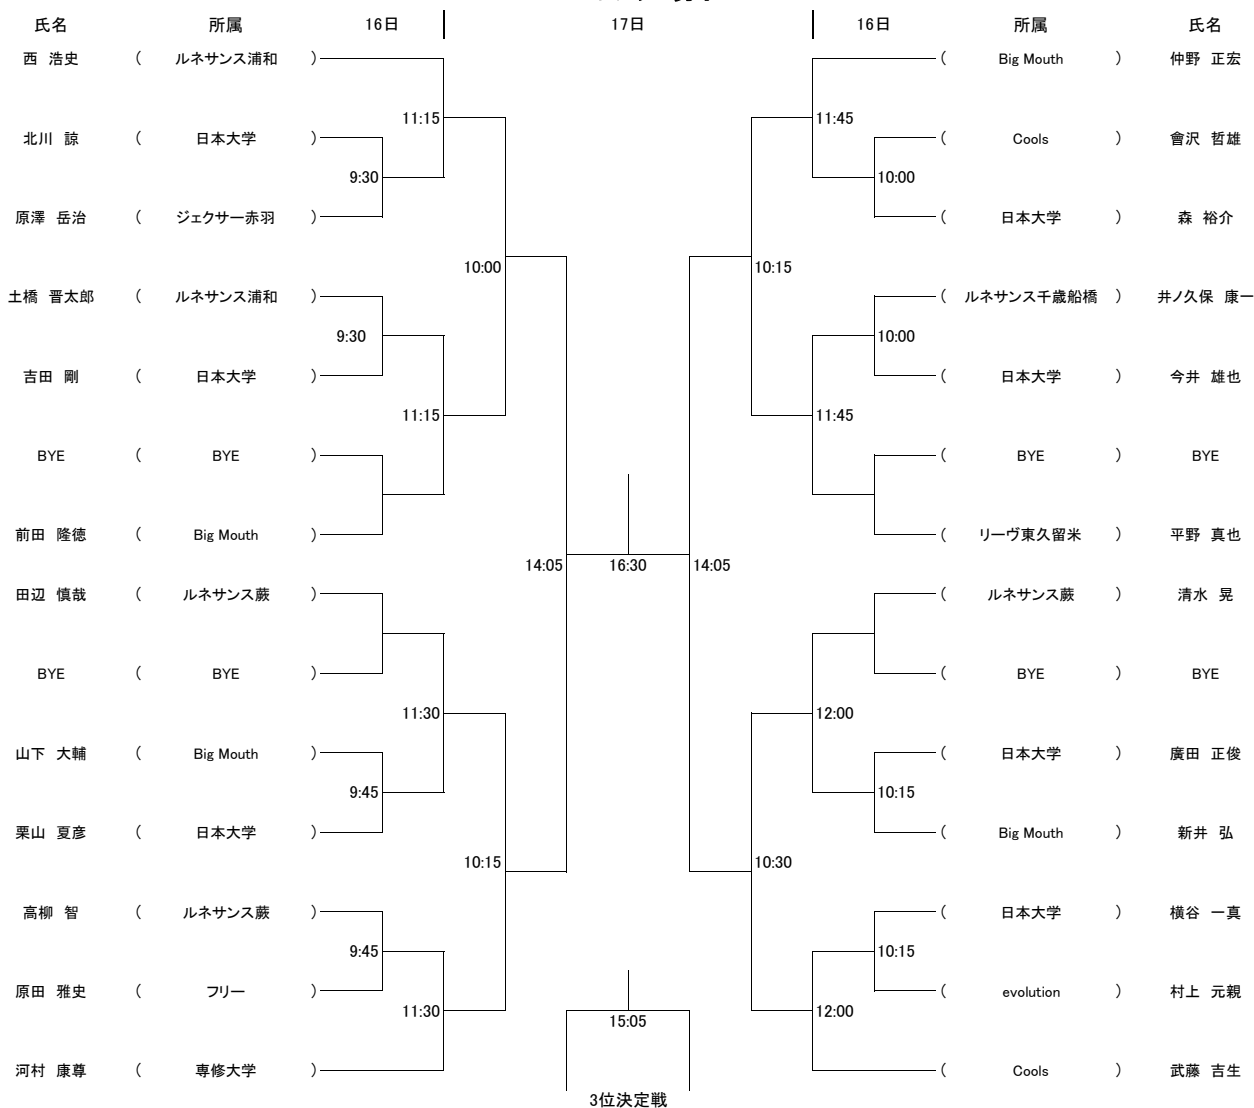 氏名 所属 16日 17日 16日 所属 氏名
西 浩史 ( ルネサンス浦和 ) ( Big Mouth ) 仲野 正宏
11:15 11:45
北川 諒 ( 日本大学 ) ( Cools ) 會沢 哲雄
9:30 10:00
原澤 岳治 ( ジェクサー赤羽 ) ( 日本大学 ) 森 裕介
10:00 10:15
土橋 晋太郎 ( ルネサンス浦和 ) ( ルネサンス千歳船橋 ) 井ノ久保 康一
9:30 10:00
吉田 剛 ( 日本大学 ) ( 日本大学 ) 今井 雄也
11:15 11:45
BYE ( BYE ) ( BYE ) BYE
前田 隆徳 ( Big Mouth ) ( リーヴ東久留米 ) 平野 真也
14:05 16:30 14:05
田辺 慎哉 ( ルネサンス蕨 ) ( ルネサンス蕨 ) 清水 晃
BYE ( BYE ) ( BYE ) BYE
11:30 12:00
山下 大輔 ( Big Mouth ) ( 日本大学 ) 廣田 正俊
9:45 10:15
栗山 夏彦 ( 日本大学 ) ( Big Mouth ) 新井 弘
10:15 10:30
高柳 智 ( ルネサンス蕨 ) ( 日本大学 ) 横谷 一真
9:45 10:15
原田 雅史 ( フリー ) ( evolution ) 村上 元親
11:30 15:05 12:00
河村 康尊 ( 専修大学 ) ( Cools ) 武藤 吉生
3位決定戦